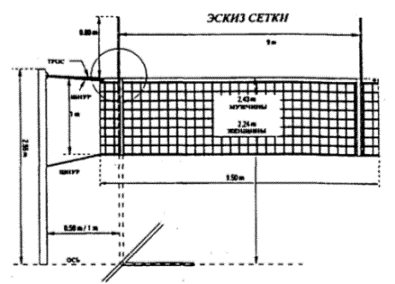 ЭСКИЗ СЕТКИ
0.80 m
9 m
ТРОС
ШНУР
1 m
2,43 m
МУЖЧИНЫ
2,24 m
ЖЕНЩИНЫ
2.55 m
ШНУР
9.50 m
0.50 m / 1 m
ОСЬ